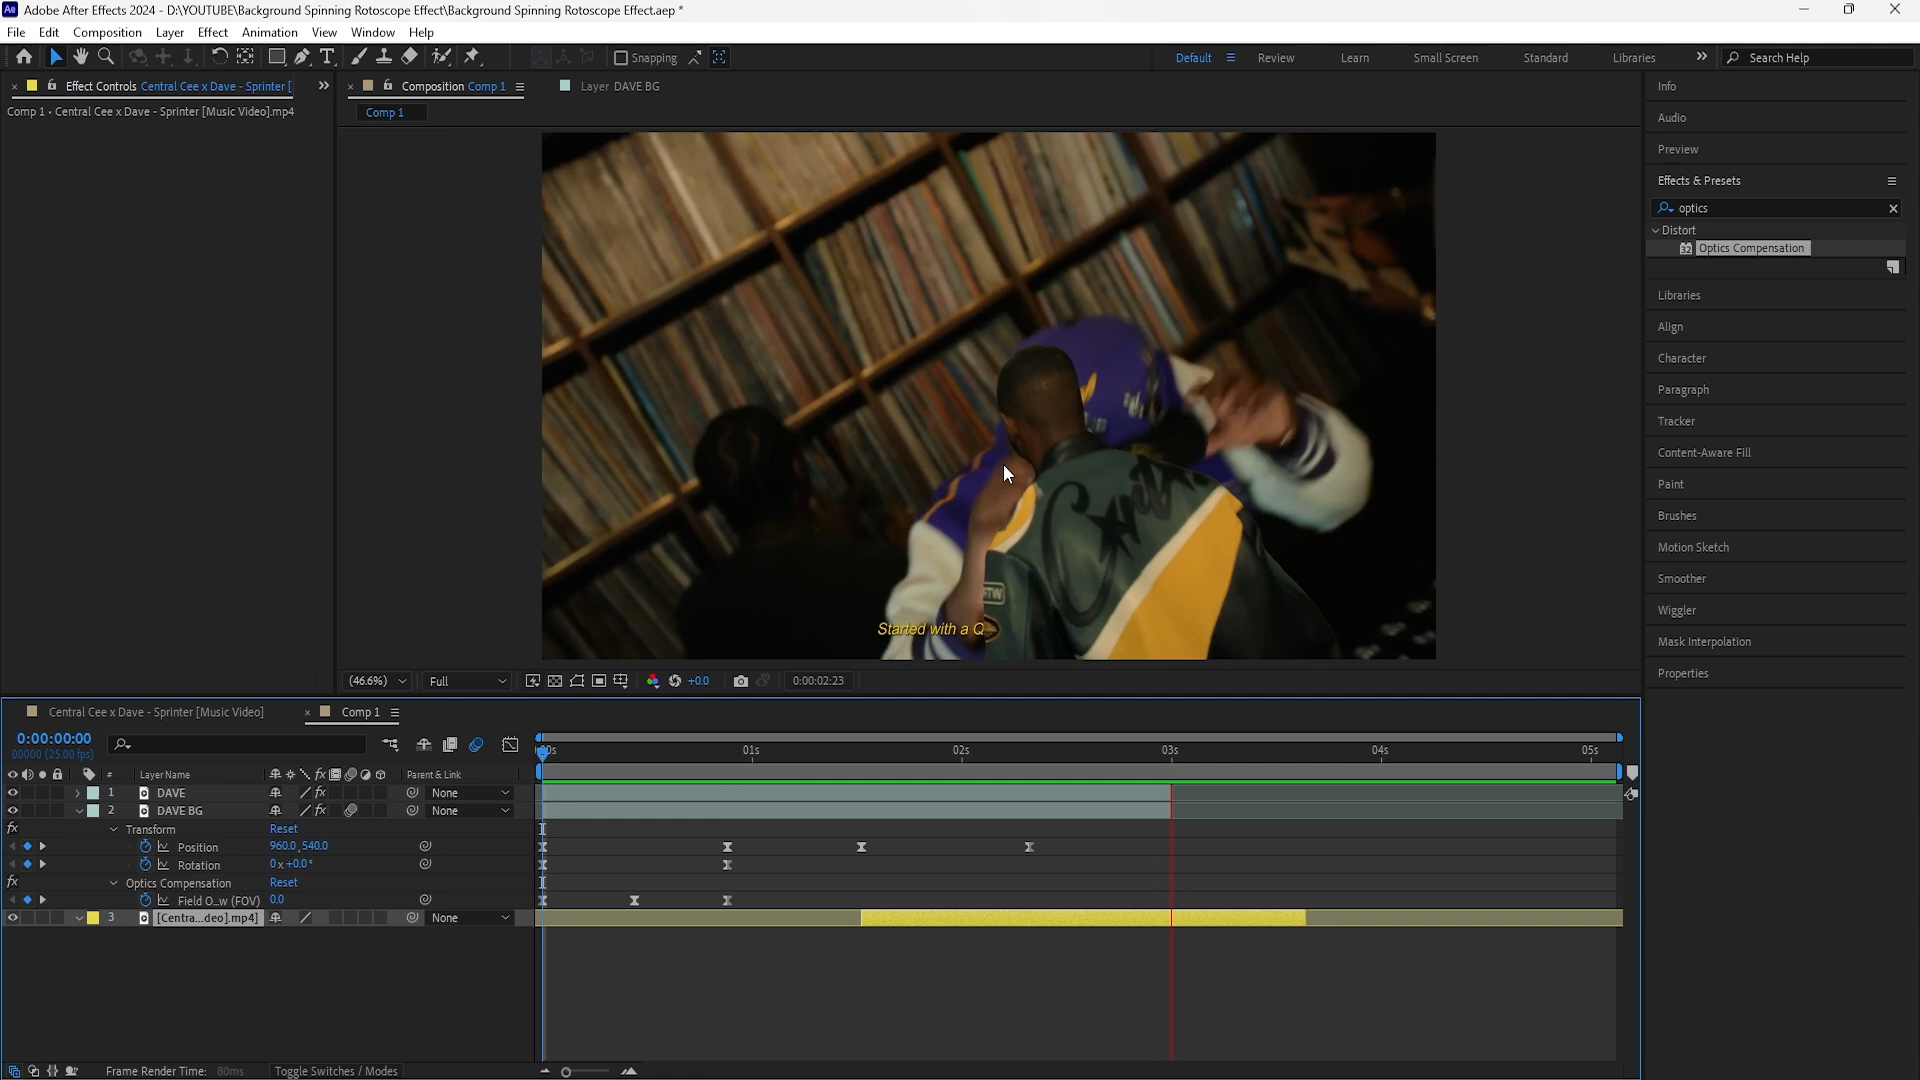 Adobe After Effects 2024 - D:\YOUTUBE\Background Spinning Rotoscope Effect\Background Spinning Rotoscope Effect.aep *
File Edit Composition Layer Effect Animation View Window Help
Snapping
Default Review Learn Small Screen Standard Libraries Search Help
Effect Controls Central Cee x Dave - Sprinter [
Composition Comp 1
Layer DAVE BG
Comp 1 • Central Cee x Dave - Sprinter [Music Video].mp4
Comp 1
Info
Audio
Preview
Effects & Presets
optics
Distort
32 Optics Compensation
Libraries
Align
Character
Paragraph
Tracker
Content-Aware Fill
Paint
Brushes
Motion Sketch
Smoother
Wiggler
Mask Interpolation
Properties
Started with a Q
(46.6%) Full +0.0 0:00:02:23
Central Cee x Dave - Sprinter [Music Video]
Comp 1
0:00:00:00
00000 (25.00 fps)
:00s 01s 02s 03s 04s 05s
# Layer Name Parent & Link
1 DAVE None
2 DAVE BG None
Transform Reset
Position 960.0,540.0
Rotation 0x+0.0°
Optics Compensation Reset
Field O...w (FOV) 0.0
3 [Centra...deo].mp4] None
Frame Render Time: 80ms Toggle Switches / Modes